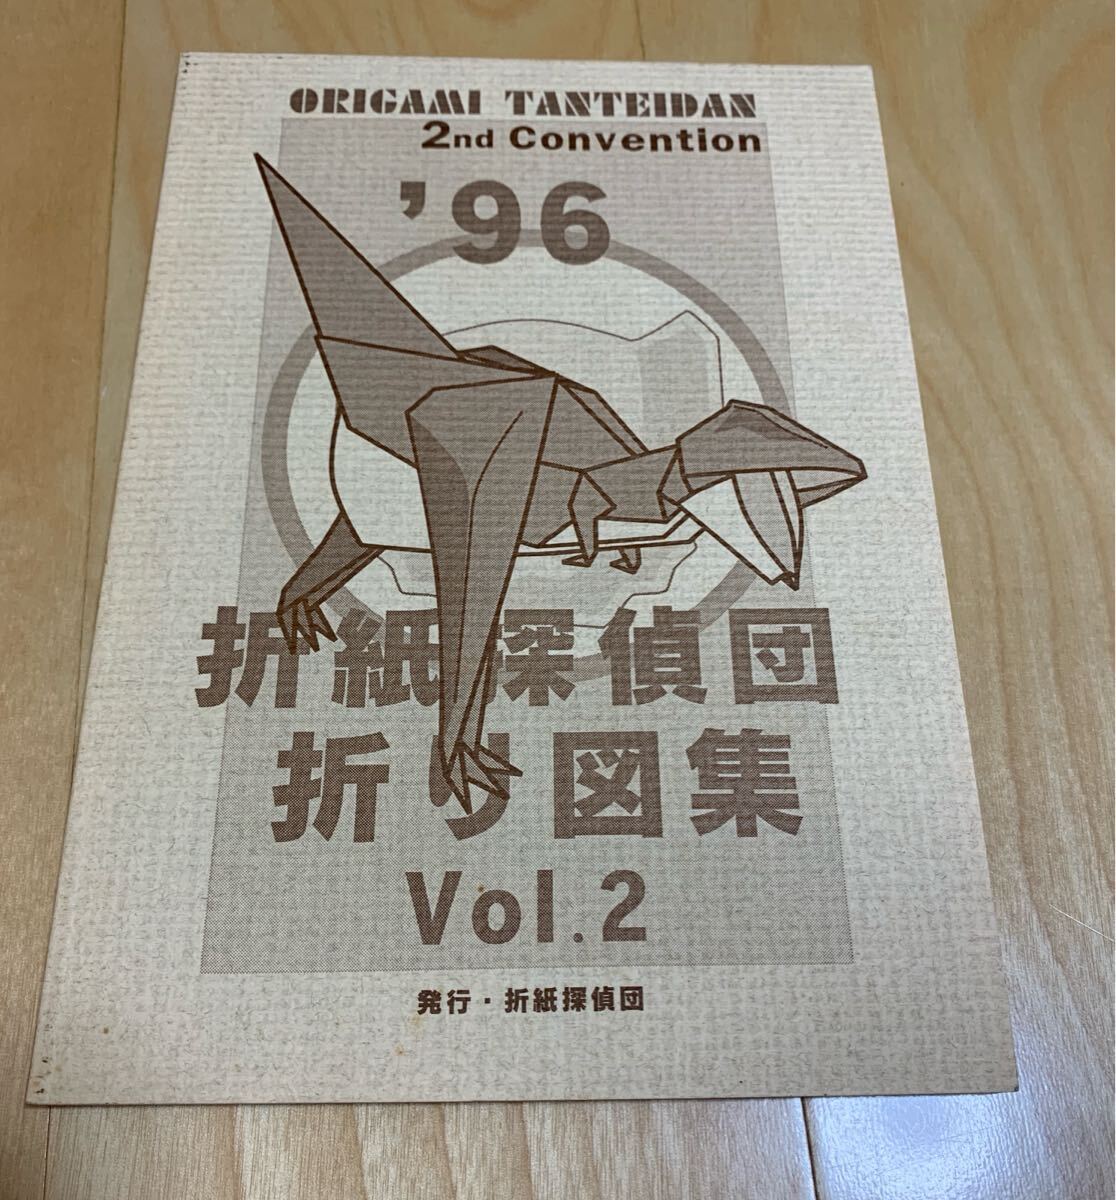 ORIGAMI TANTEIDAN
2nd Convention
'96
折紙探偵団
折り図集
Vol.2
発行・折紙探偵団